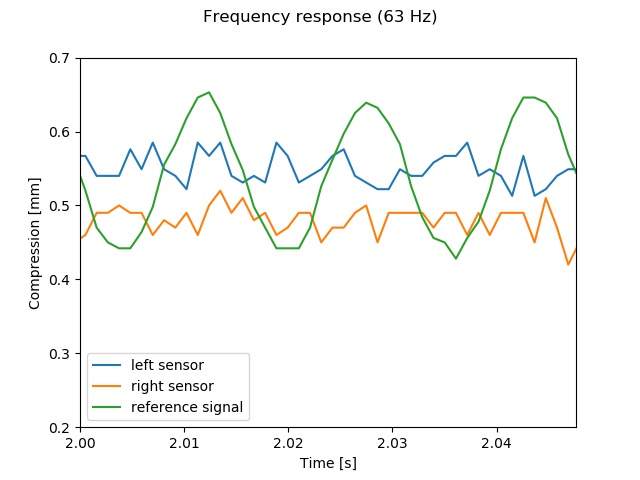 Frequency response (63 Hz)
0.7
0.6
0.5
0.4
0.3
0.2
Compression [mm]
left sensor
right sensor
reference signal
2.00 2.01 2.02 2.03 2.04
Time [s]